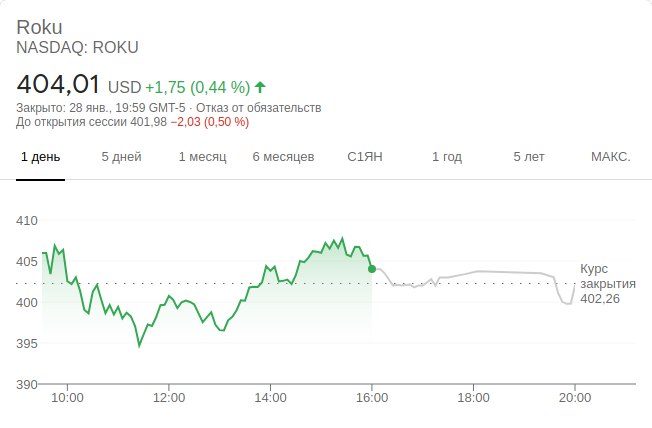 Roku
NASDAQ: ROKU
404,01 USD +1,75 (0,44 %)
Закрыто: 28 янв., 19:59 GMT-5 · Отказ от обязательств
До открытия сессии 401,98 −2,03 (0,50 %)
1 день 5 дней 1 месяц 6 месяцев С1ЯН 1 год 5 лет МАКС.
410
405
400
395
390
Курс
закрытия
402,26
10:00 12:00 14:00 16:00 18:00 20:00